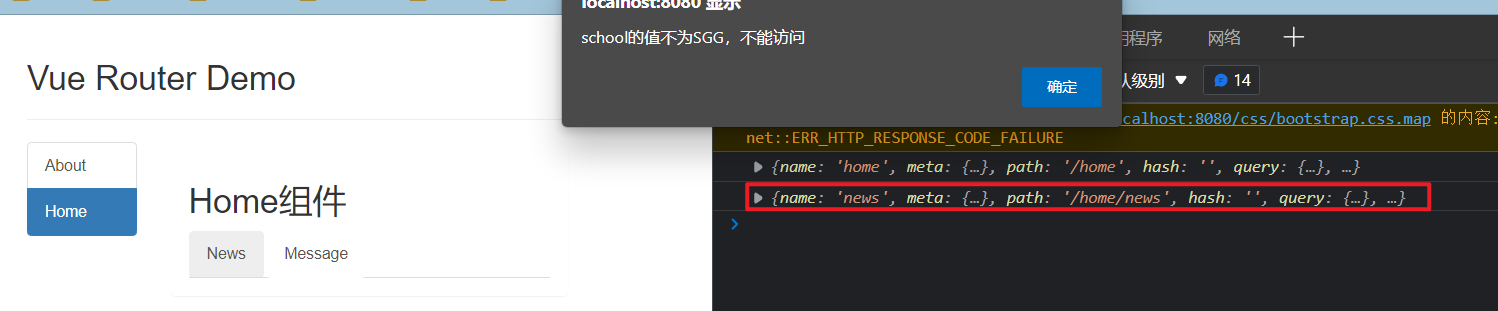 localhost:8080 显示
school的值不为SGG，不能访问
确定
Vue Router Demo
About
Home
Home组件
News
Message
用程序
网络
认级别
14
calhost:8080/css/bootstrap.css.map 的内容:
net::ERR_HTTP_RESPONSE_CODE_FAILURE
{name: 'home', meta: {…}, path: '/home', hash: '', query: {…}, …}
{name: 'news', meta: {…}, path: '/home/news', hash: '', query: {…}, …}